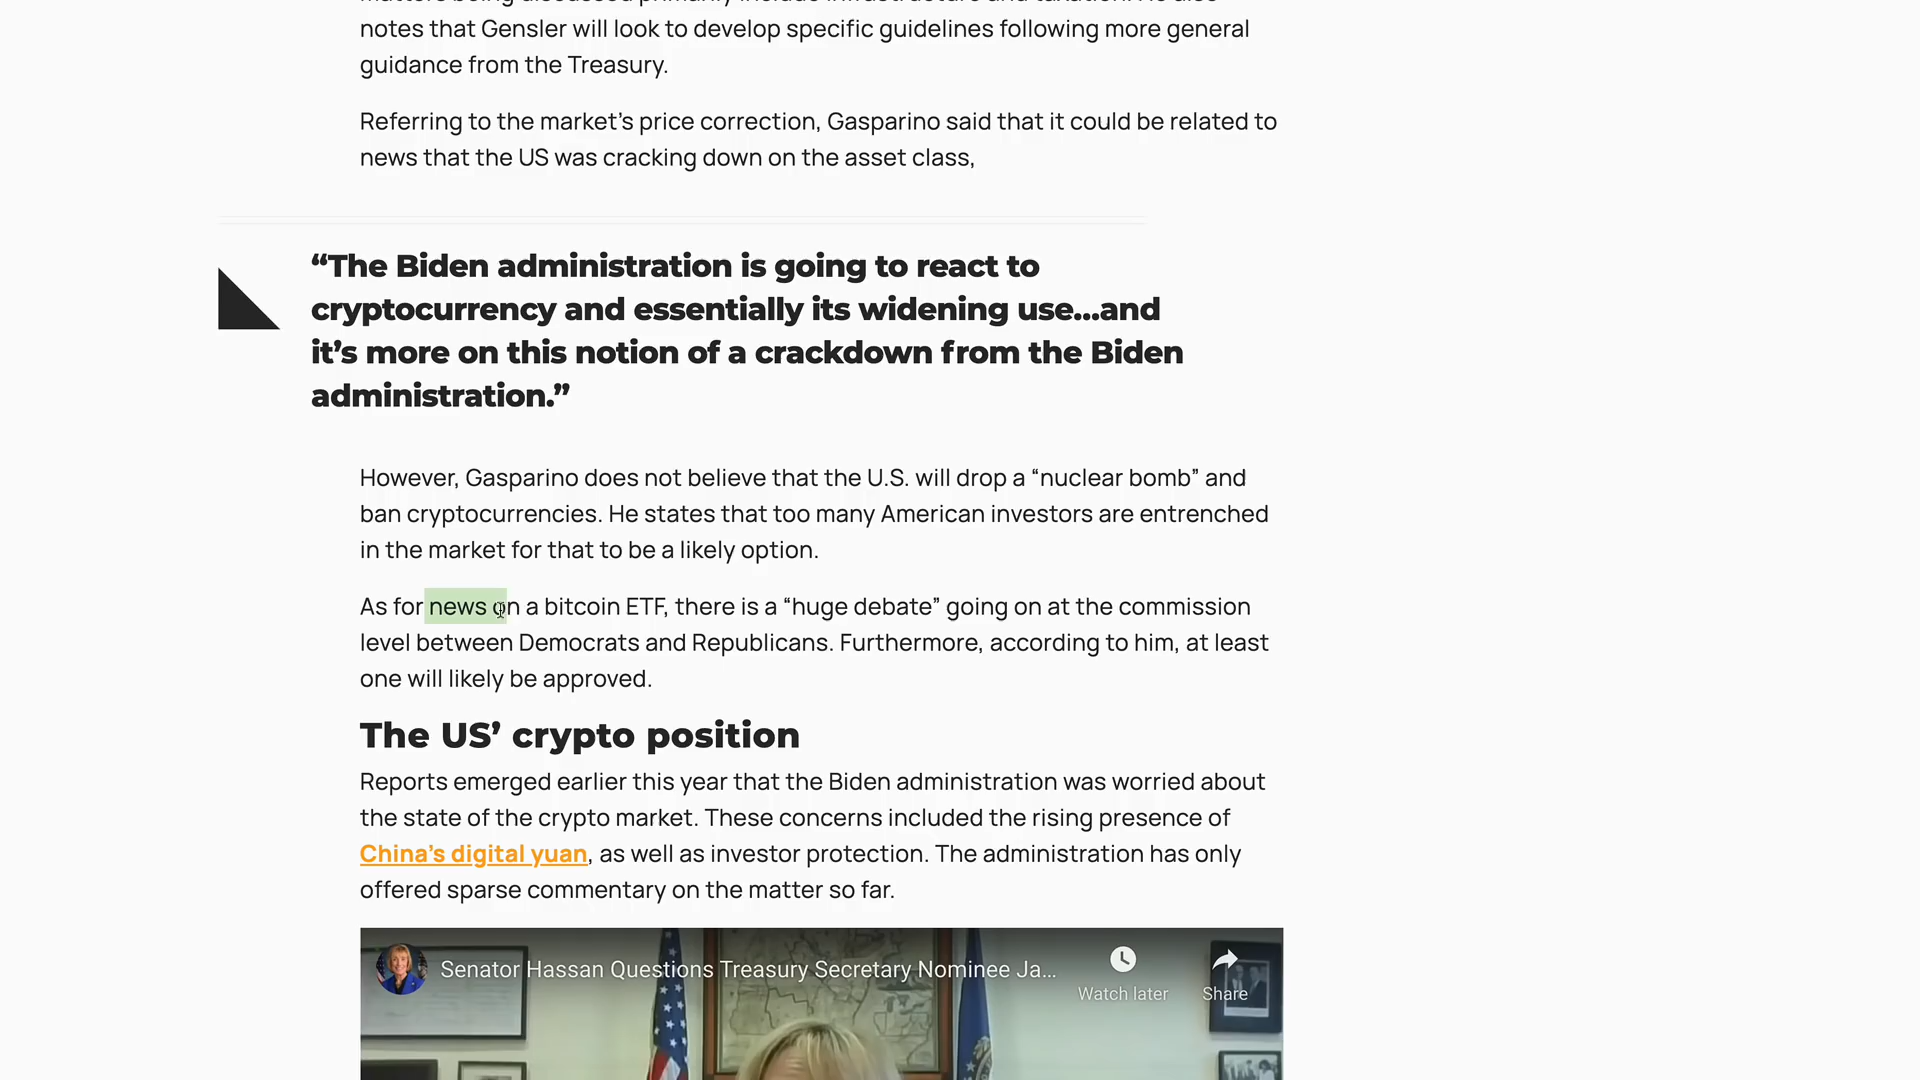 notes that Gensler will look to develop specific guidelines following more general
guidance from the Treasury.
Referring to the market’s price correction, Gasparino said that it could be related to
news that the US was cracking down on the asset class,
“The Biden administration is going to react to
cryptocurrency and essentially its widening use…and
it’s more on this notion of a crackdown from the Biden
administration.”
However, Gasparino does not believe that the U.S. will drop a “nuclear bomb” and
ban cryptocurrencies. He states that too many American investors are entrenched
in the market for that to be a likely option.
As for news on a bitcoin ETF, there is a “huge debate” going on at the commission
level between Democrats and Republicans. Furthermore, according to him, at least
one will likely be approved.
The US’ crypto position
Reports emerged earlier this year that the Biden administration was worried about
the state of the crypto market. These concerns included the rising presence of
China’s digital yuan, as well as investor protection. The administration has only
offered sparse commentary on the matter so far.
Senator Hassan Questions Treasury Secretary Nominee Ja...
Watch later
Share